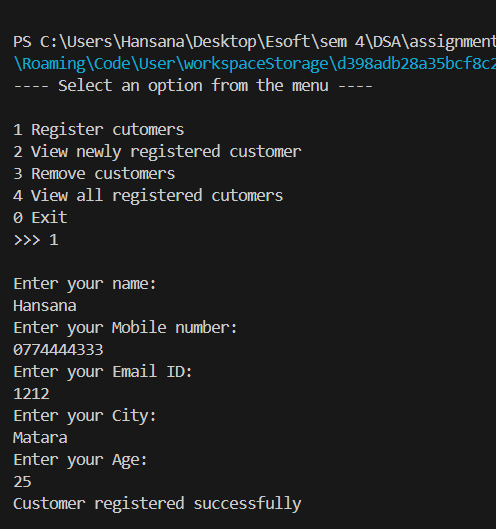 PS C:\Users\Hansana\Desktop\Esoft\sem 4\DSA\assignment
\Roaming\Code\User\workspaceStorage\d398adb28a35bcf8c2
---- Select an option from the menu ----
1 Register cutomers
2 View newly registered customer
3 Remove customers
4 View all registered cutomers
0 Exit
>>> 1
Enter your name:
Hansana
Enter your Mobile number:
0774444333
Enter your Email ID:
1212
Enter your City:
Matara
Enter your Age:
25
Customer registered successfully